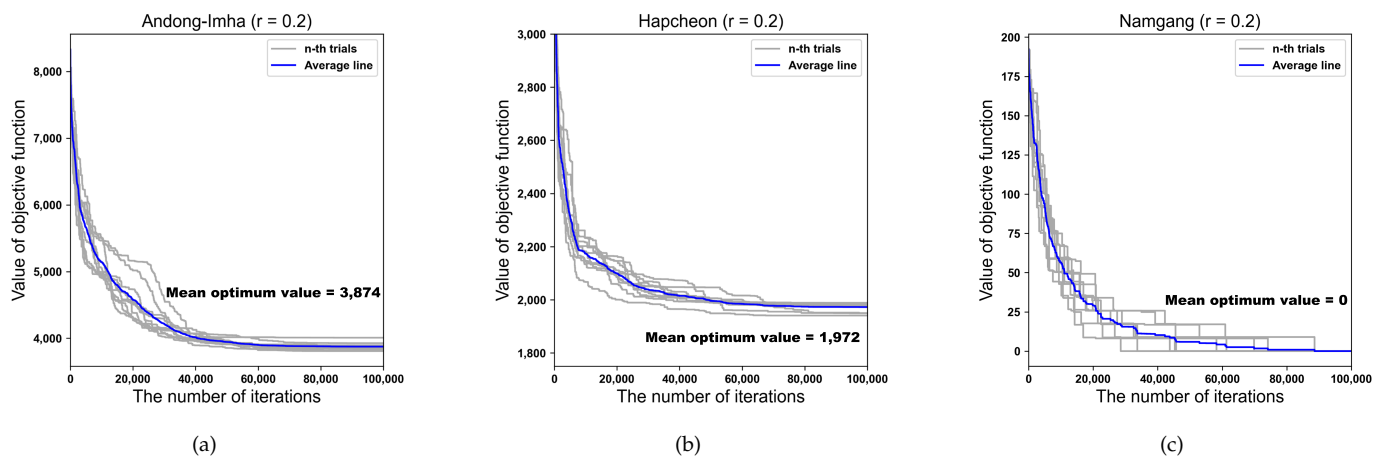 Andong-Imha (r = 0.2)
n-th trials
Average line
8,000
7,000
6,000
5,000
4,000
Value of objective function
Mean optimum value = 3,874
0
20,000
40,000
60,000
80,000
100,000
The number of iterations
(a)
Hapcheon (r = 0.2)
n-th trials
Average line
3,000
2,800
2,600
2,400
2,200
2,000
1,800
Value of objective function
Mean optimum value = 1,972
0
20,000
40,000
60,000
80,000
100,000
The number of iterations
(b)
Namgang (r = 0.2)
n-th trials
Average line
200
175
150
125
100
75
50
25
0
Value of objective function
Mean optimum value = 0
0
20,000
40,000
60,000
80,000
100,000
The number of iterations
(c)